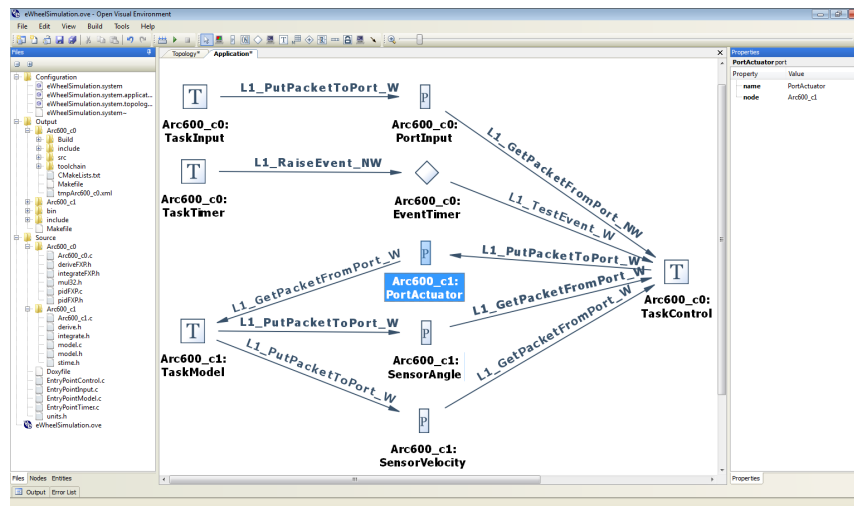 eWheelSimulation.ove - Open Visual Environment
File Edit View Build Tools Help
Files
Configuration
eWheelSimulation.system
eWheelSimulation.system.applicat...
eWheelSimulation.system.topolog...
eWheelSimulation.system~
Output
Arc600_c0
Build
include
src
toolchain
CMakeLists.txt
Makefile
tmpArc600_c0.xml
Arc600_c1
bin
include
Makefile
Source
Arc600_c0
Arc600_c0.c
deriveFXP.h
integrateFXP.h
mul32.h
pidFXP.c
pidFXP.h
Arc600_c1
Arc600_c1.c
derive.h
integrate.h
model.c
model.h
stime.h
Doxyfile
EntryPointControl.c
EntryPointInput.c
EntryPointModel.c
EntryPointTimer.c
units.h
eWheelSimulation.ove
Files Nodes Entities
Output Error List
Topology* Application*
T
L1_PutPacketToPort_W
P
Arc600_c0:
TaskInput
Arc600_c0:
PortInput
L1_GetPacketFromPort_NW
T
L1_RaiseEvent_NW
Arc600_c0:
TaskTimer
Arc600_c0:
EventTimer
L1_TestEvent_W
P
L1_PutPacketToPort_W
Arc600_c1:
PortActuator
L1_GetPacketFromPort_W
T
Arc600_c0:
TaskControl
L1_GetPacketFromPort_W
T
L1_PutPacketToPort_W
P
Arc600_c1:
TaskModel
Arc600_c1:
SensorAngle
L1_PutPacketToPort_W
L1_GetPacketFromPort_W
P
Arc600_c1:
SensorVelocity
Properties
PortActuator port
Property Value
name PortActuator
node Arc600_c1
Properties